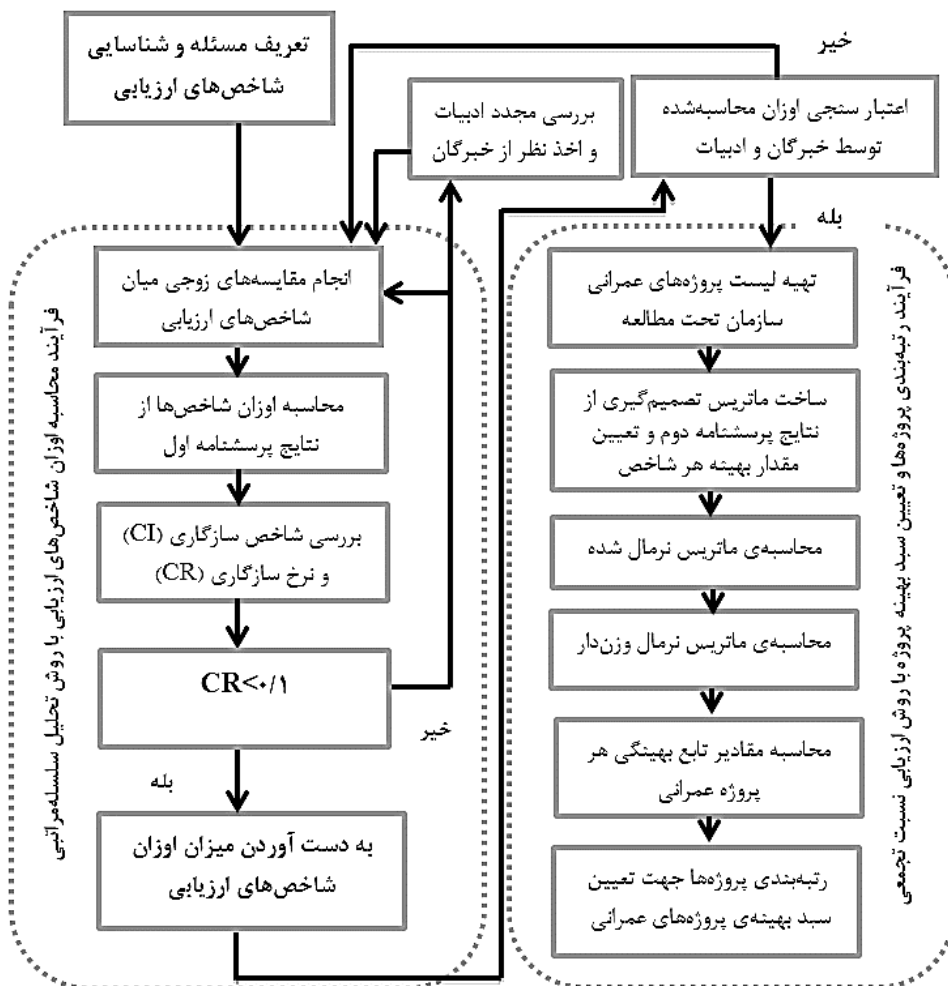 تعریف مسئله و شناسایی
شاخص‌های ارزیابی
بررسی مجدد ادبیات
و اخذ نظر از خبرگان
خیر
اعتبار سنجی اوزان محاسبه‌شده
توسط خبرگان و ادبیات
بله
فرآیند محاسبه اوزان شاخص‌های ارزیابی با روش تحلیل سلسله‌مراتبی
انجام مقایسه‌های زوجی میان
شاخص‌های ارزیابی
محاسبه اوزان شاخص‌ها از
نتایج پرسشنامه اول
بررسی شاخص سازگاری (CI)
و نرخ سازگاری (CR)
CR<۰/۱
خیر
بله
به دست آوردن میزان اوزان
شاخص‌های ارزیابی
فرآیند رتبه‌بندی پروژه‌ها و تعیین سبد بهینه پروژه با روش ارزیابی نسبت تجمعی
تهیه لیست پروژه‌های عمرانی
سازمان تحت مطالعه
ساخت ماتریس تصمیم‌گیری از
نتایج پرسشنامه دوم و تعیین
مقدار بهینه هر شاخص
محاسبه‌ی ماتریس نرمال شده
محاسبه‌ی ماتریس نرمال وزن‌دار
محاسبه مقادیر تابع بهینگی هر
پروژه عمرانی
رتبه‌بندی پروژه‌ها جهت تعیین
سبد بهینه‌ی پروژه‌های عمرانی